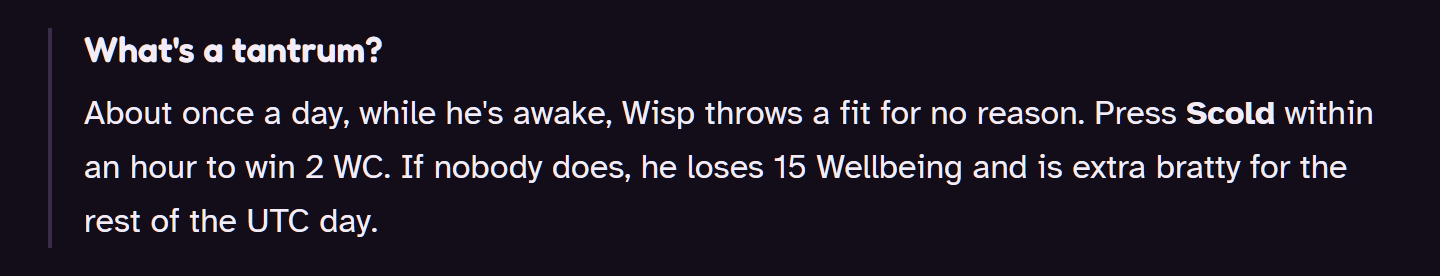 What's a tantrum?
About once a day, while he's awake, Wisp throws a fit for no reason. Press Scold within
an hour to win 2 WC. If nobody does, he loses 15 Wellbeing and is extra bratty for the
rest of the UTC day.